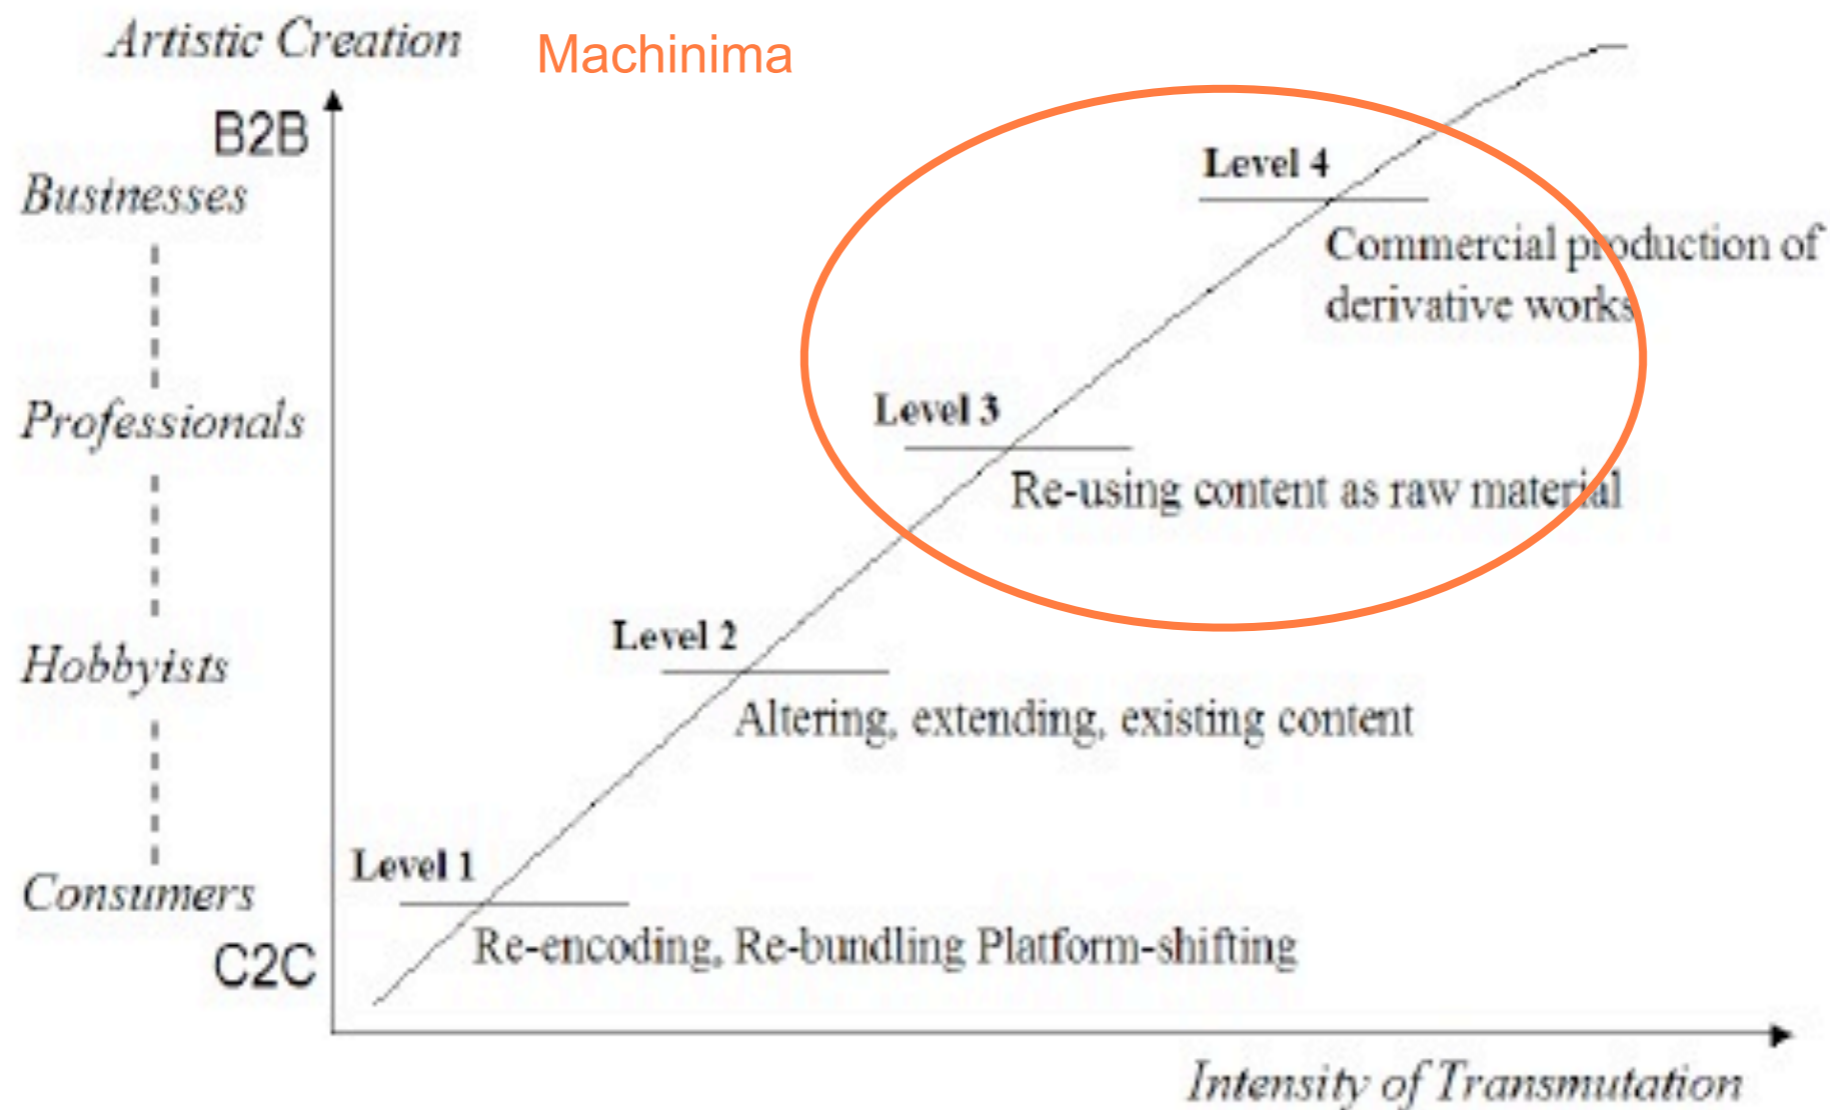 Artistic Creation
Machinima
B2B
Businesses
Level 4
Commercial production of
derivative works
Professionals
Level 3
Re-using content as raw material
Hobbyists
Level 2
Altering, extending, existing content
Consumers
Level 1
Re-encoding, Re-bundling Platform-shifting
C2C
Intensity of Transmutation